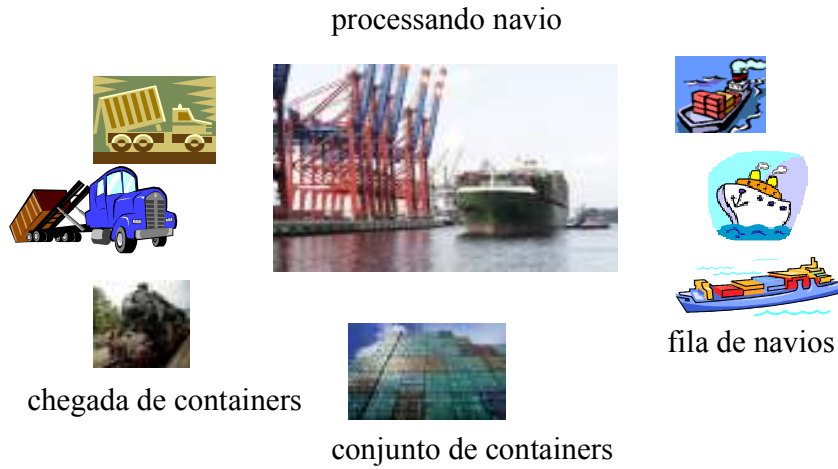 processando navio
fila de navios
chegada de containers
conjunto de containers